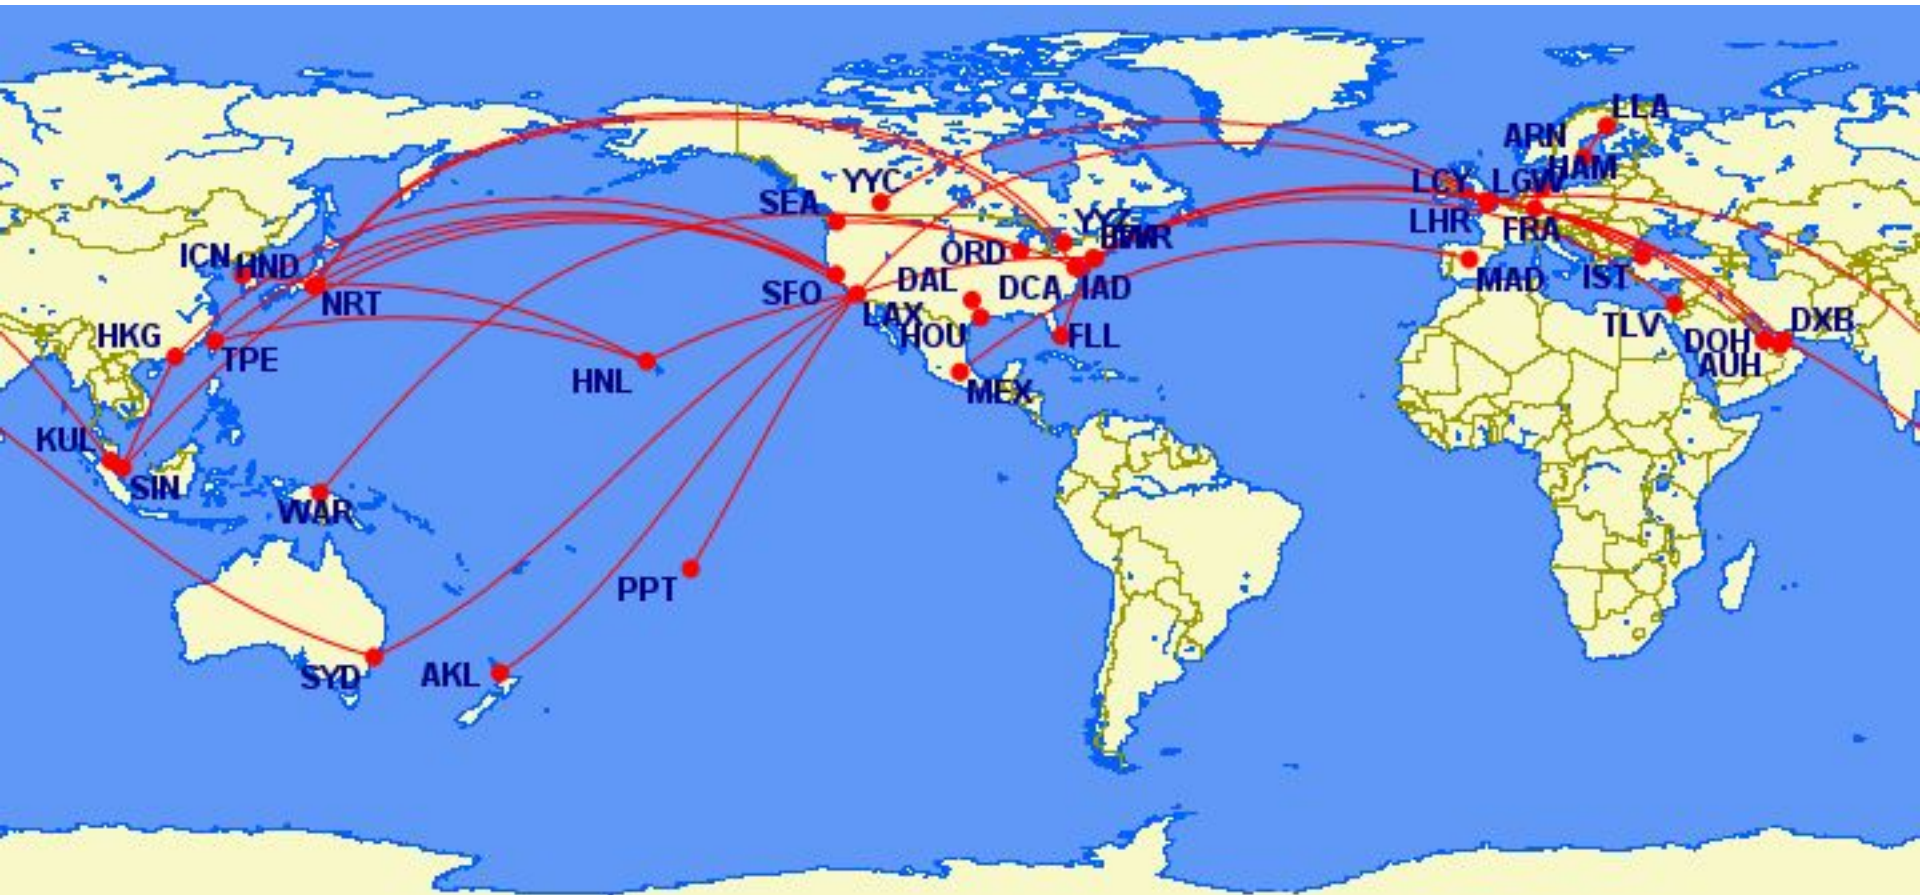 LLA
ARN
HAM
YYC
LCY
LGW
SEA
LHR
YYZ
FRA
EWR
ORD
ICN
HND
DAL
DCA
IAD
MAD
IST
SFO
NRT
LAX
HOU
FLL
TLV
DXB
HKG
TPE
DOH
AUH
HNL
MEX
KUL
SIN
WAR
PPT
SYD
AKL